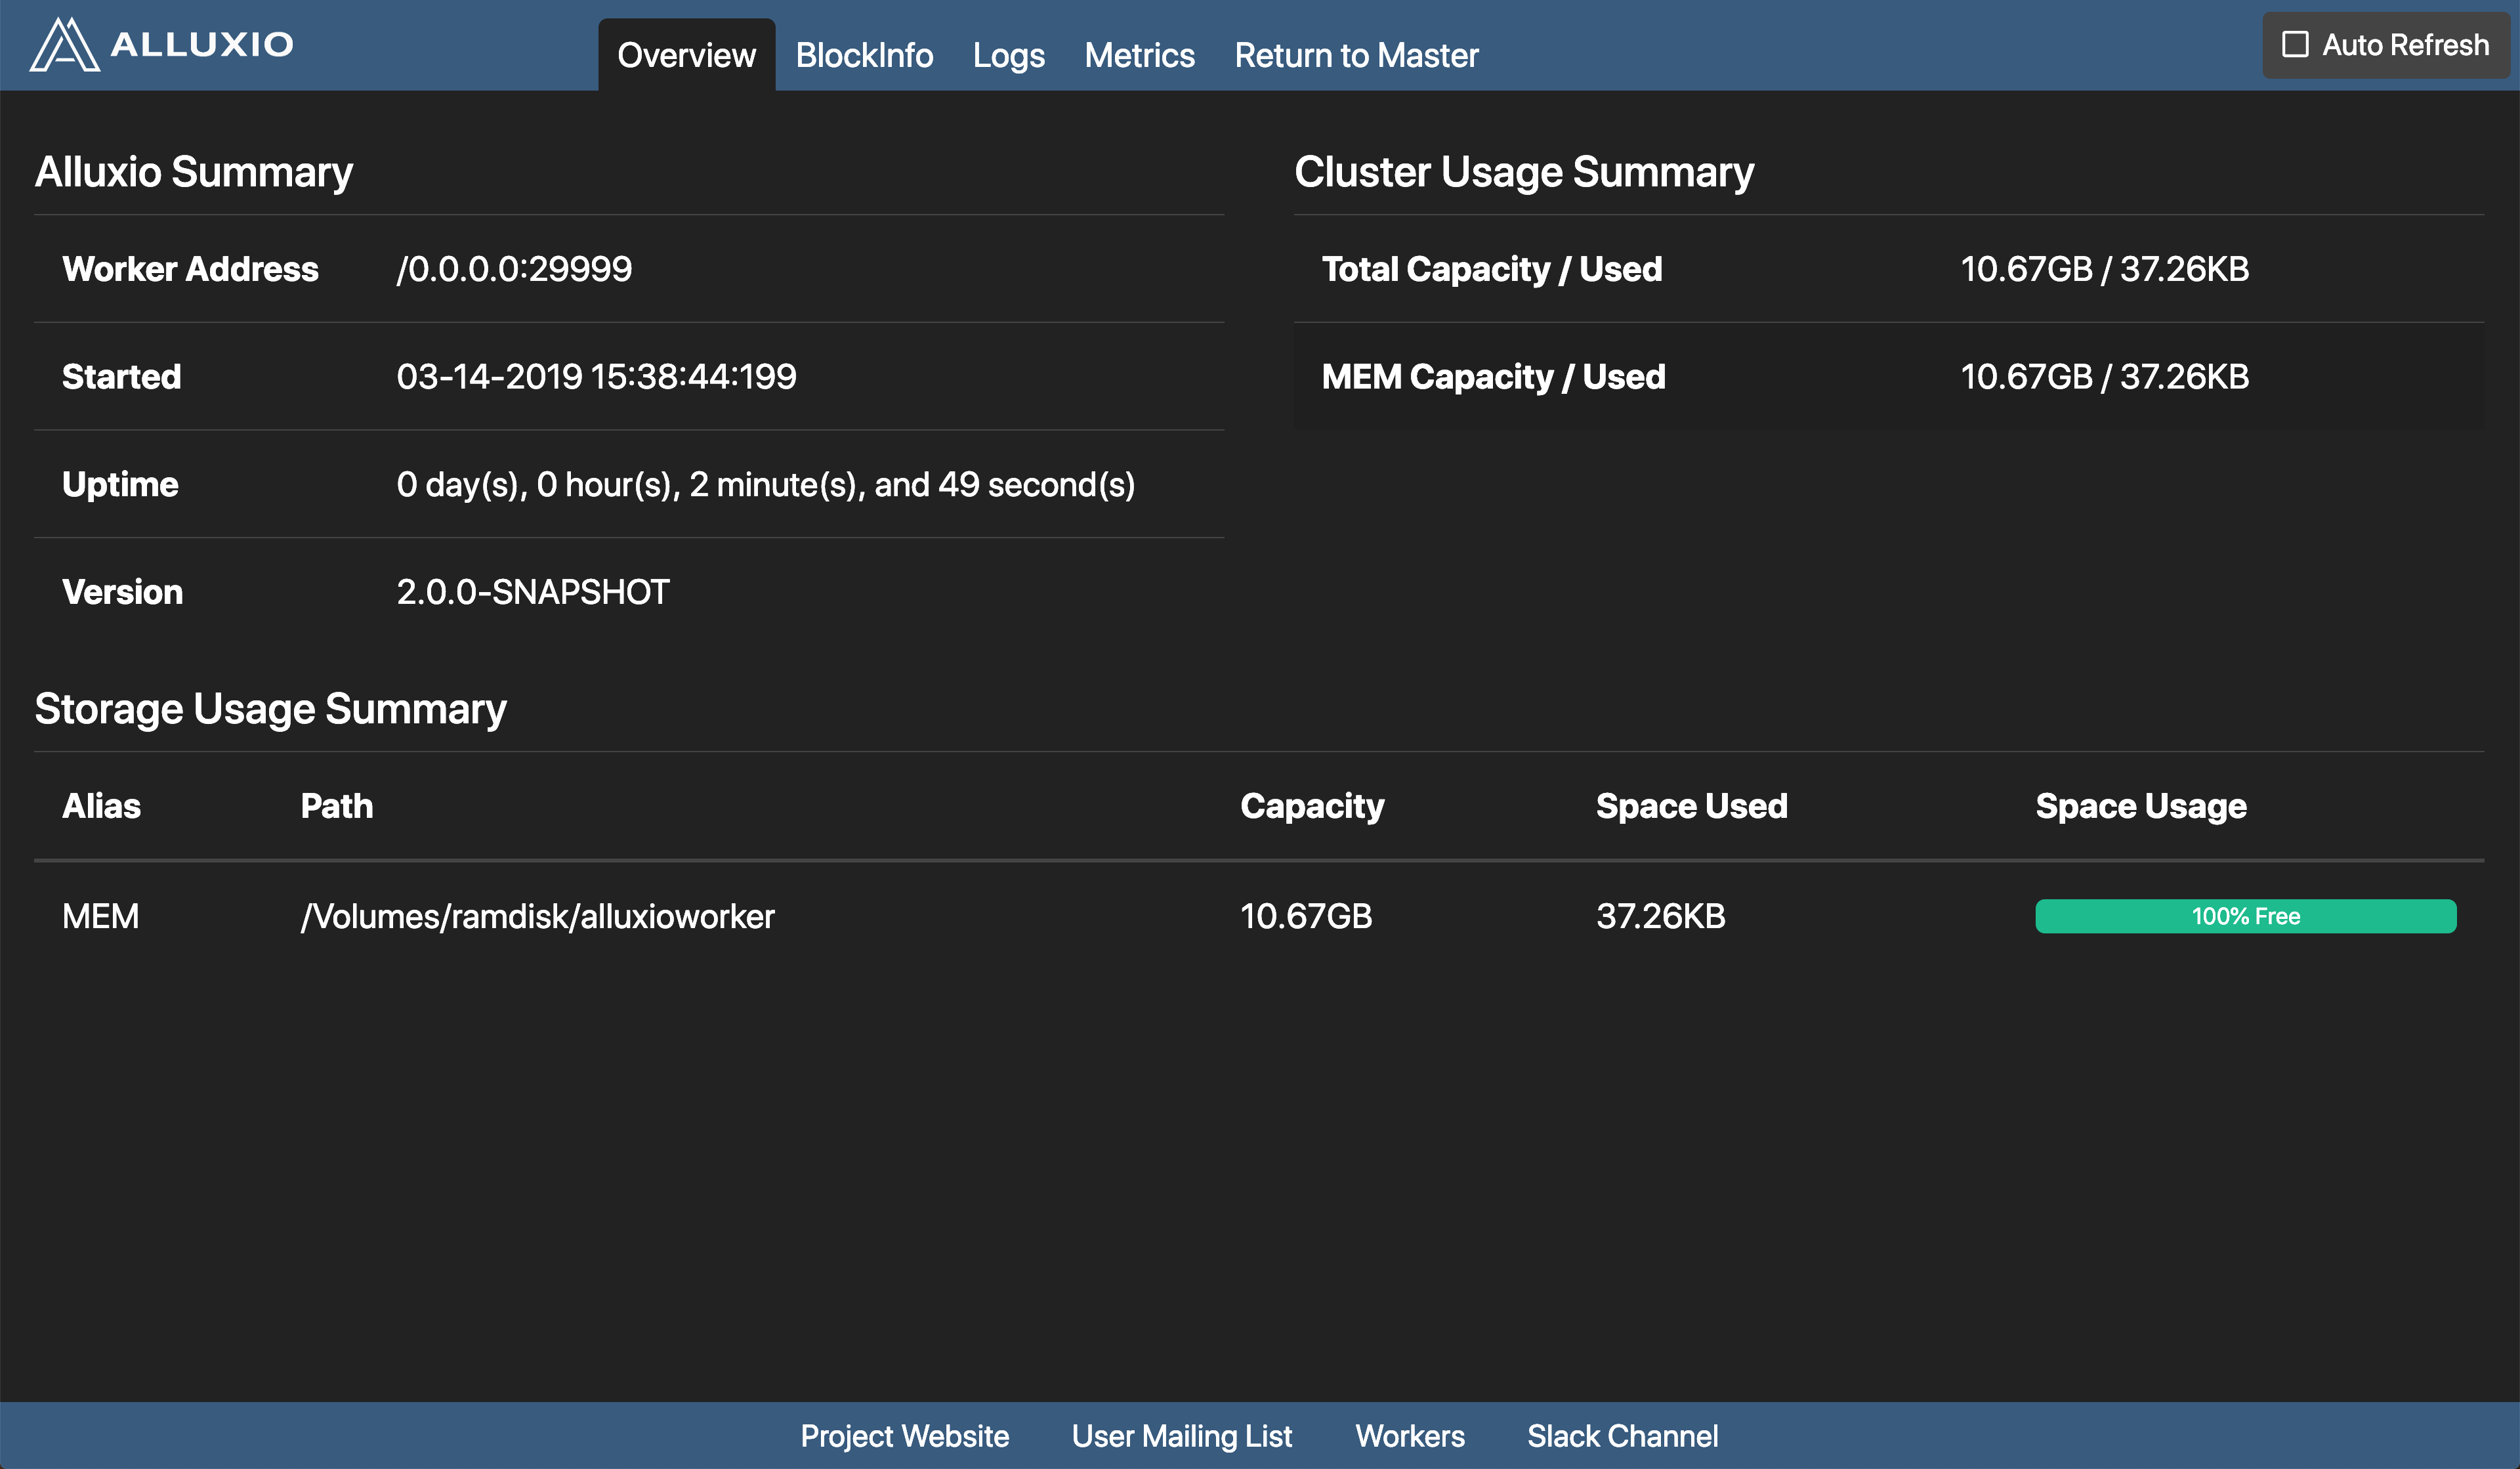 ALLUXIO
Overview BlockInfo Logs Metrics Return to Master
Auto Refresh
Alluxio Summary
Worker Address /0.0.0.0:29999
Started 03-14-2019 15:38:44:199
Uptime 0 day(s), 0 hour(s), 2 minute(s), and 49 second(s)
Version 2.0.0-SNAPSHOT
Cluster Usage Summary
Total Capacity / Used 10.67GB / 37.26KB
MEM Capacity / Used 10.67GB / 37.26KB
Storage Usage Summary
Alias Path Capacity Space Used Space Usage
MEM /Volumes/ramdisk/alluxioworker 10.67GB 37.26KB 100% Free
Project Website User Mailing List Workers Slack Channel